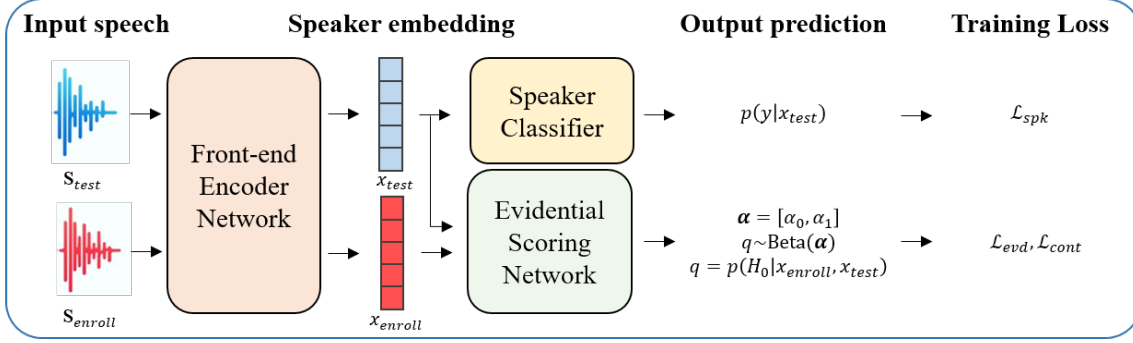 Input speech
Speaker embedding
Output prediction
Training Loss
S_test
S_enroll
Front-end
Encoder
Network
x_test
x_enroll
Speaker
Classifier
Evidential
Scoring
Network
p(y|x_test)
α = [α_0, α_1]
q~Beta(α)
q = p(H_0|x_enroll, x_test)
ℒ_spk
ℒ_evd, ℒ_cont